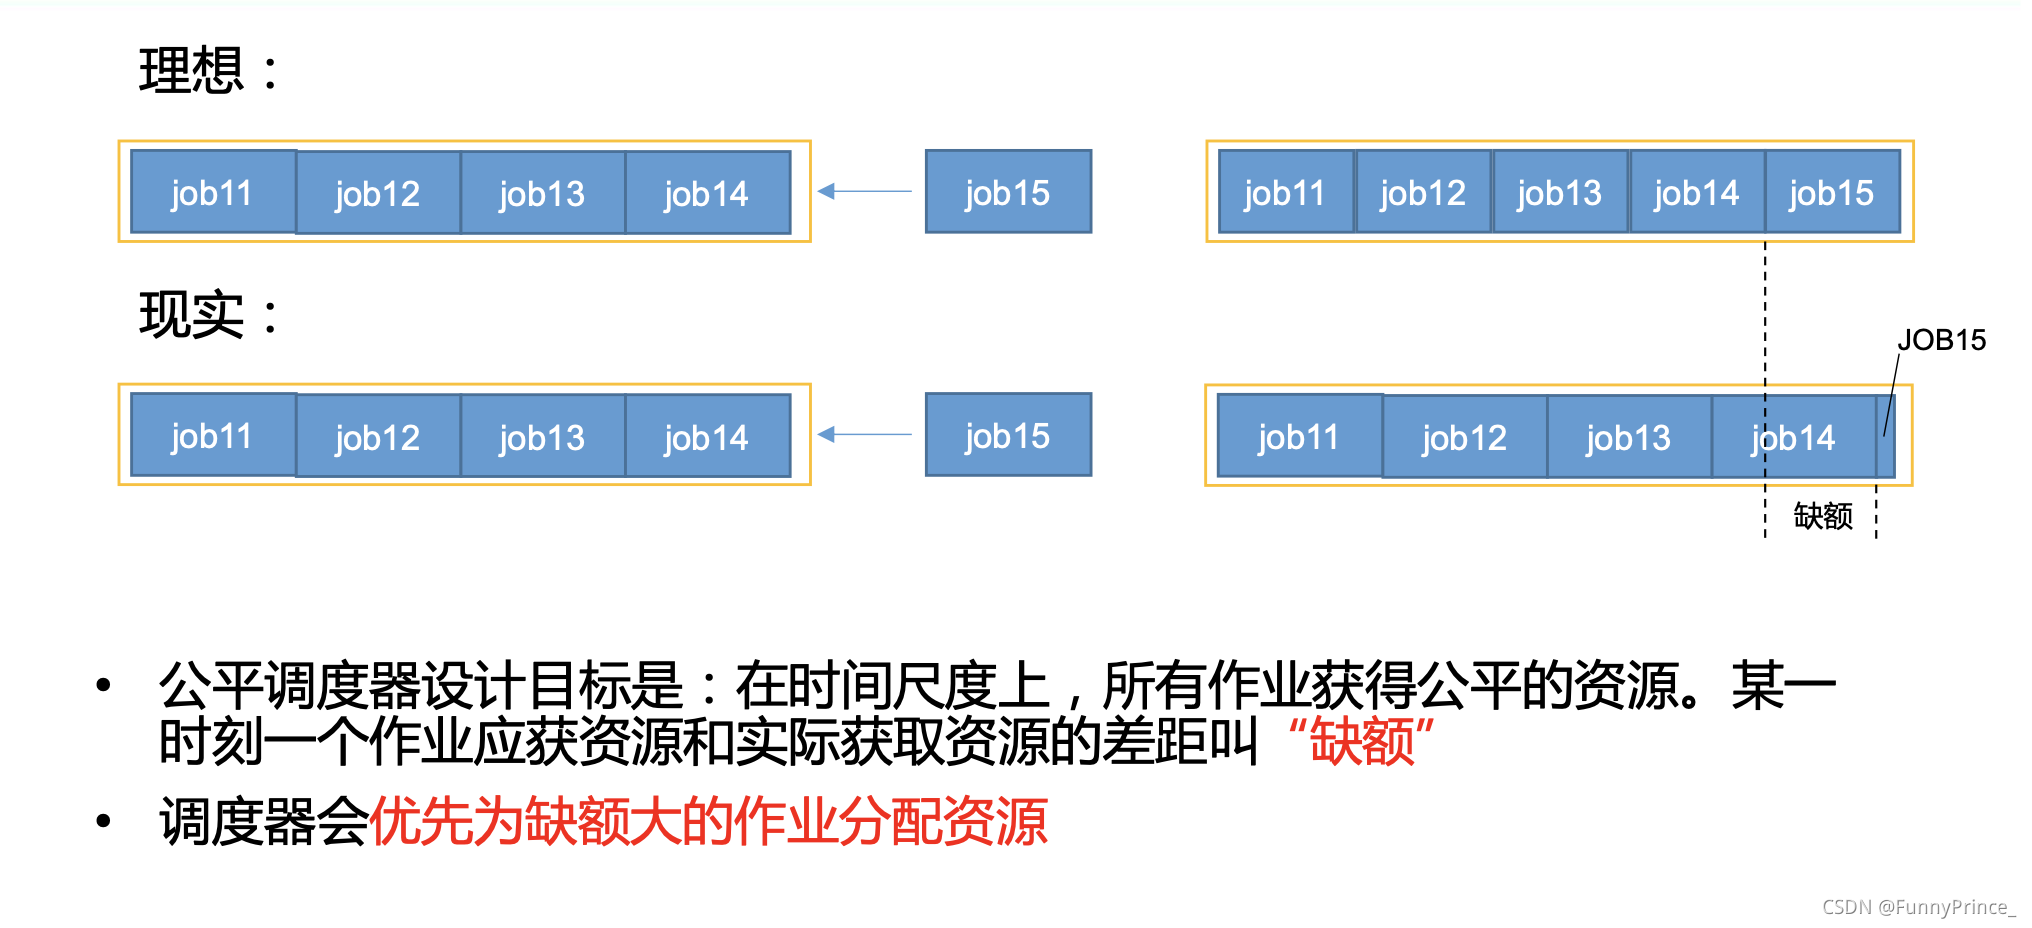 理想：
job11 job12 job13 job14 job15 job11 job12 job13 job14 job15
现实：
JOB15
job11 job12 job13 job14 job15 job11 job12 job13 job14
缺额
• 公平调度器设计目标是：在时间尺度上，所有作业获得公平的资源。某一
时刻一个作业应获资源和实际获取资源的差距叫“缺额”
• 调度器会优先为缺额大的作业分配资源
CSDN @FunnyPrince_